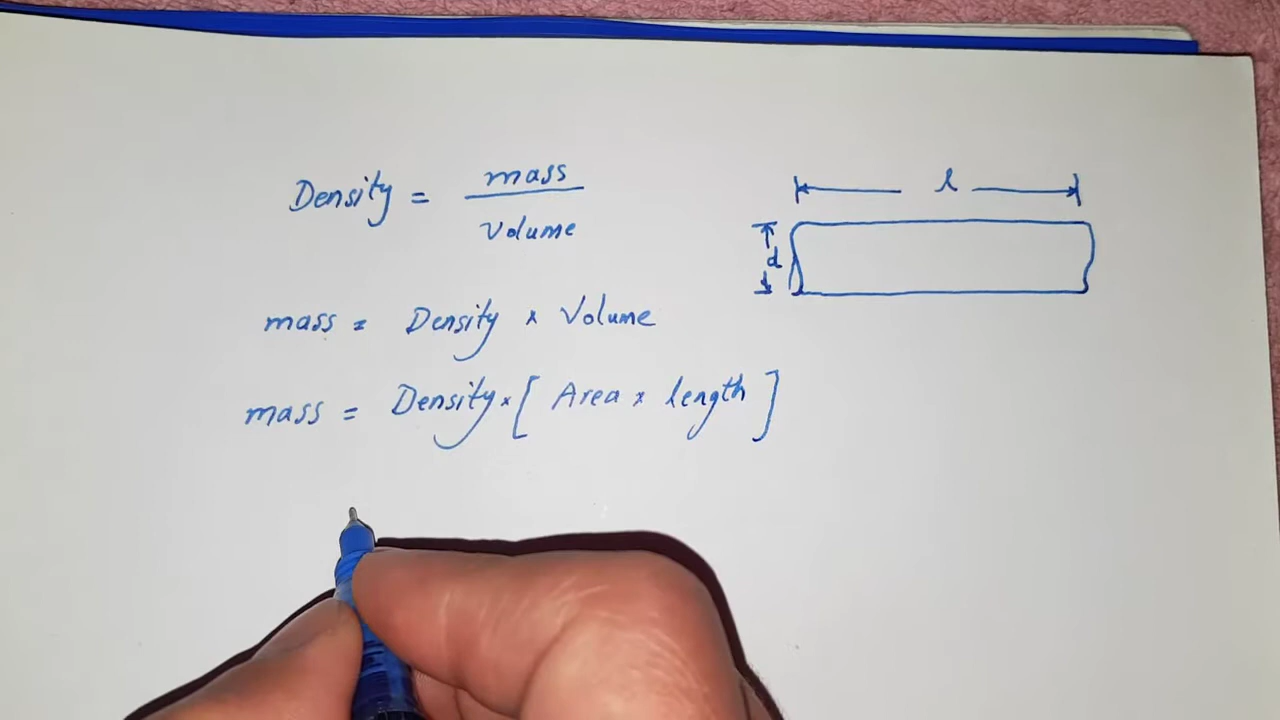 Density = mass / Volume
l
d
mass = Density × Volume
mass = Density × [ Area × length ]